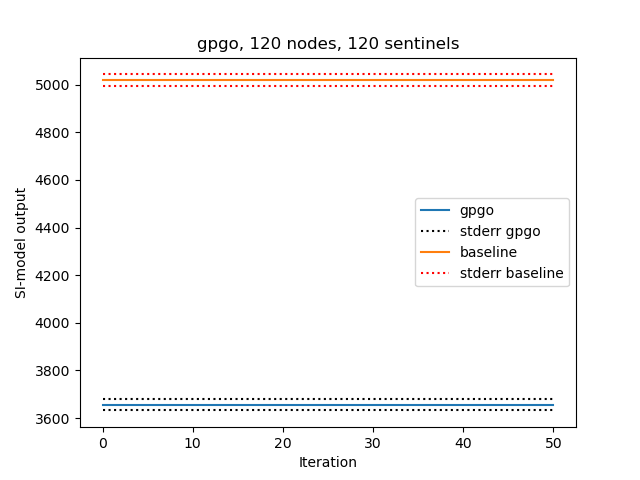 gpgo, 120 nodes, 120 sentinels
SI-model output
5000
4800
4600
4400
4200
4000
3800
3600
gpgo
stderr gpgo
baseline
stderr baseline
0 10 20 30 40 50
Iteration